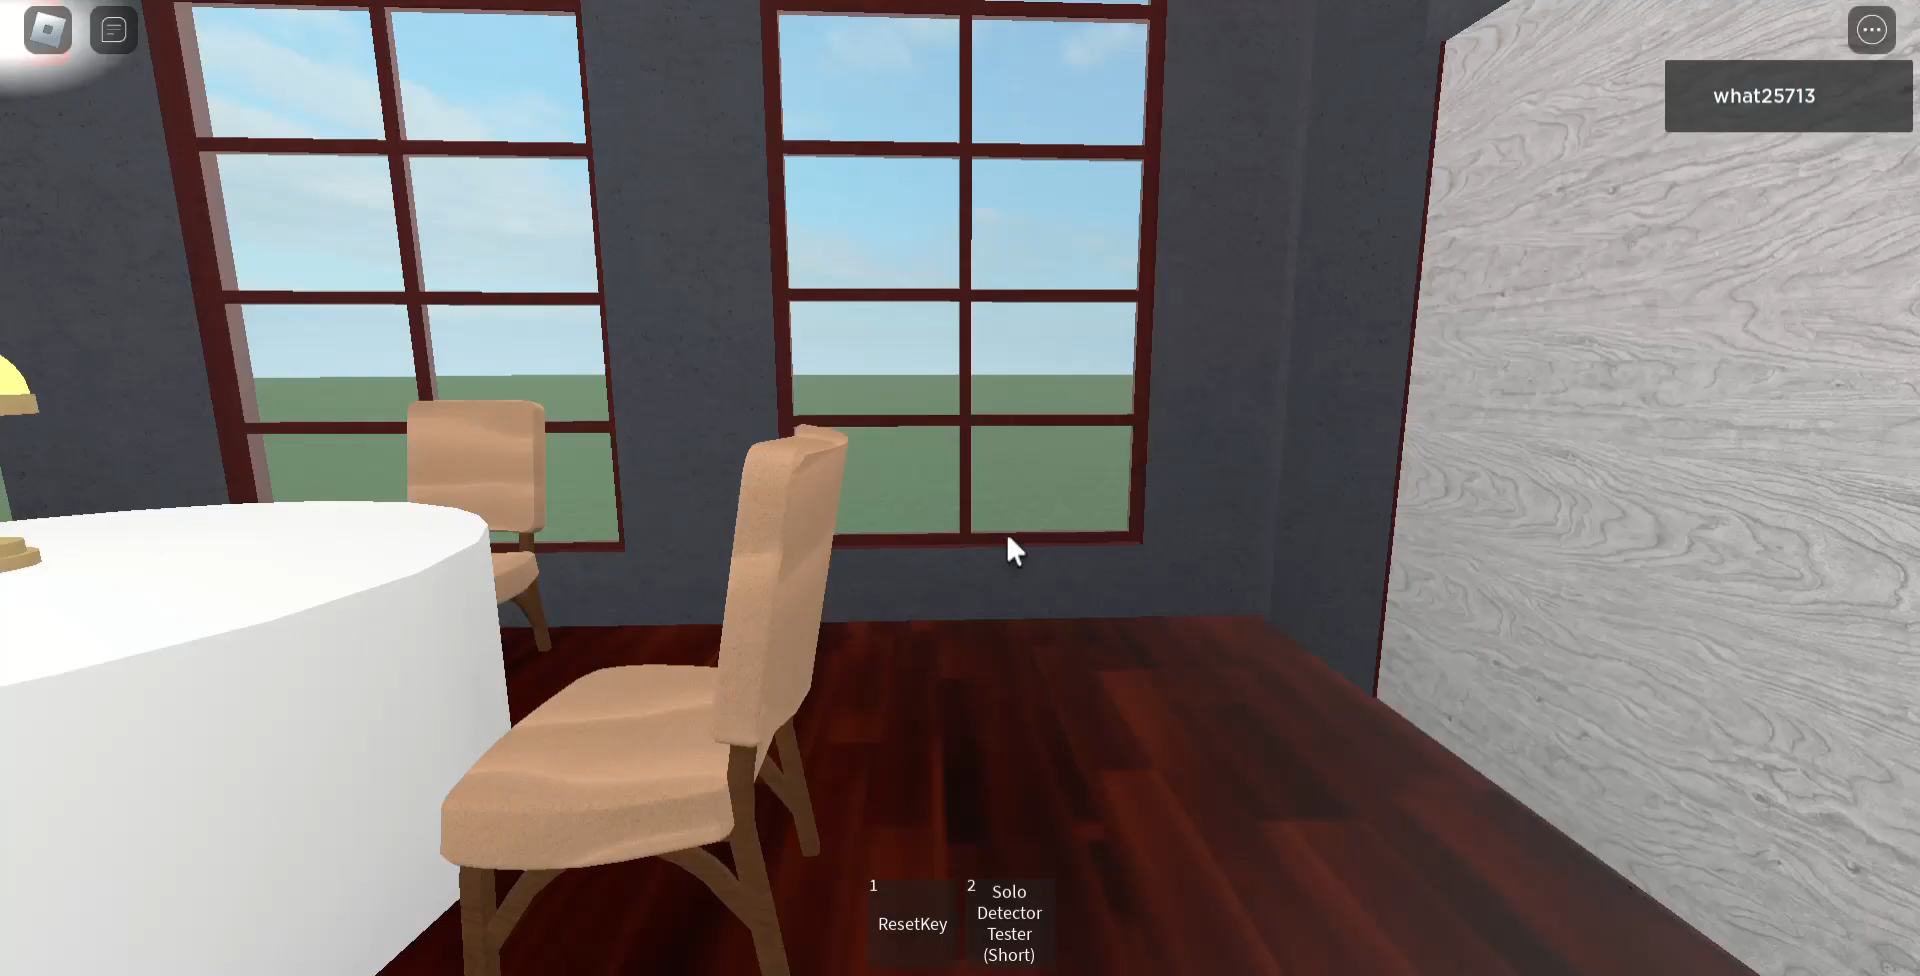 what25713
1
ResetKey
2
Solo
Detector
Tester
(Short)